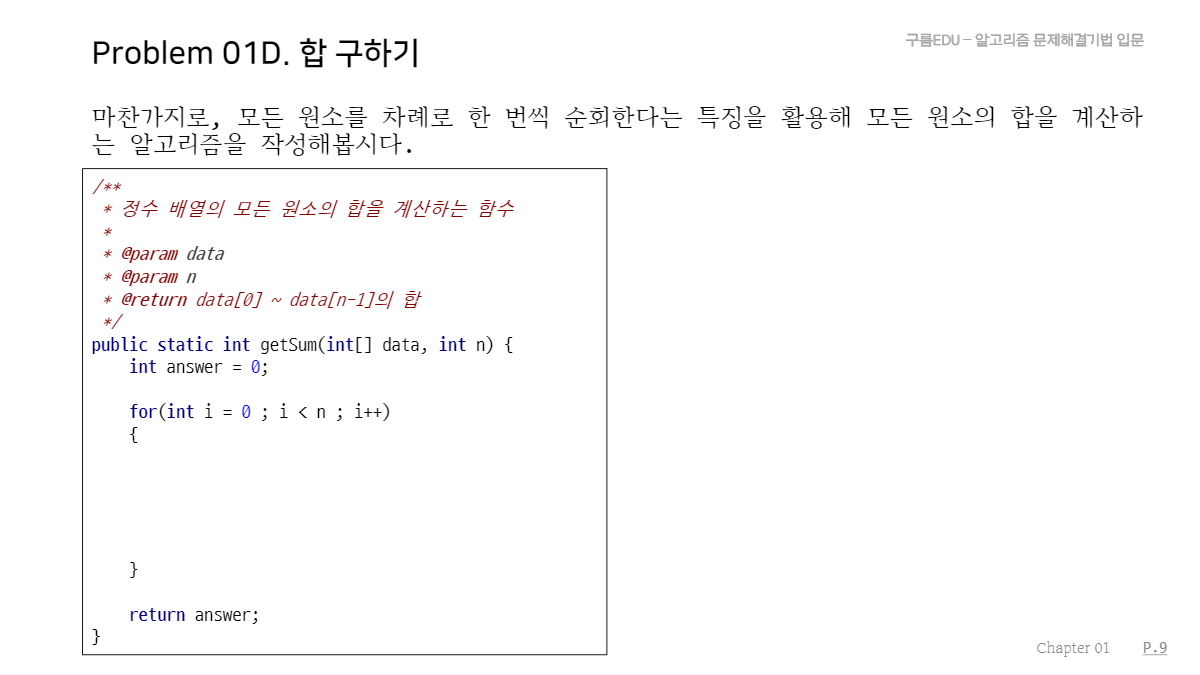 Problem 01D. 합 구하기
구름EDU – 알고리즘 문제해결기법 입문
마찬가지로, 모든 원소를 차례로 한 번씩 순회한다는 특징을 활용해 모든 원소의 합을 계산하
는 알고리즘을 작성해봅시다.
/**
 * 정수 배열의 모든 원소의 합을 계산하는 함수
 *
 * @param data
 * @param n
 * @return data[0] ~ data[n-1]의 합
 */
public static int getSum(int[] data, int n) {
    int answer = 0;
    for(int i = 0 ; i < n ; i++)
    {
    }
    return answer;
}
Chapter 01
P.9